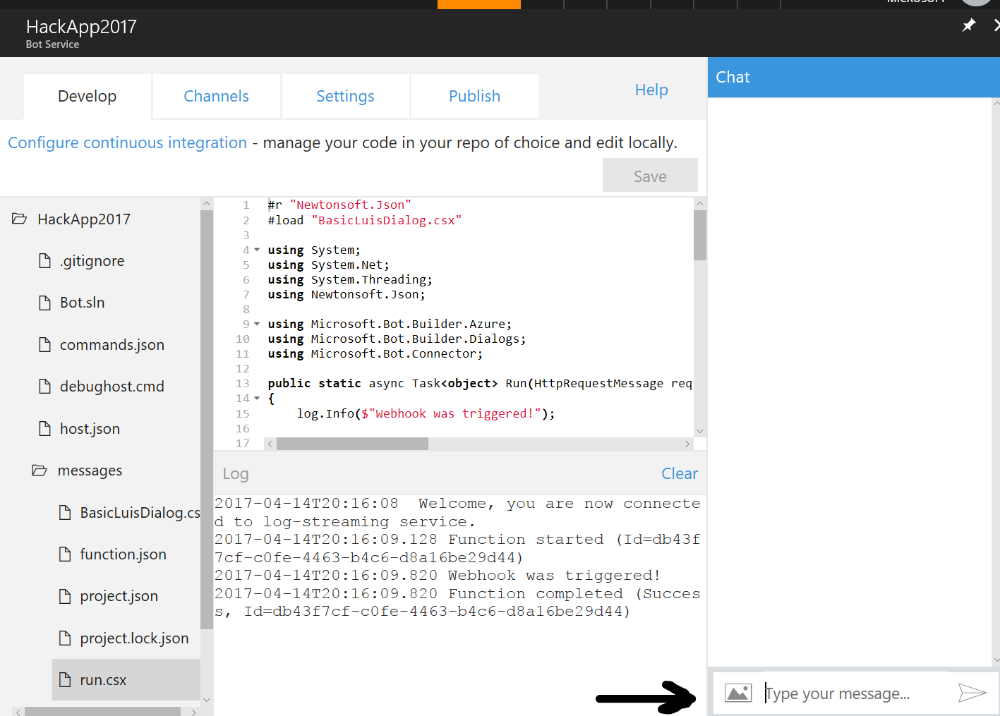 HackApp2017
Bot Service
Develop
Channels
Settings
Publish
Help
Chat
Configure continuous integration - manage your code in your repo of choice and edit locally.
Save
HackApp2017
.gitignore
Bot.sln
commands.json
debughost.cmd
host.json
messages
BasicLuisDialog.cs
function.json
project.json
project.lock.json
run.csx
1 #r "Newtonsoft.Json"
2 #load "BasicLuisDialog.csx"
3
4 using System;
5 using System.Net;
6 using System.Threading;
7 using Newtonsoft.Json;
8
9 using Microsoft.Bot.Builder.Azure;
10 using Microsoft.Bot.Builder.Dialogs;
11 using Microsoft.Bot.Connector;
12
13 public static async Task<object> Run(HttpRequestMessage req
14 {
15 log.Info($"Webhook was triggered!");
16
17
Log
Clear
2017-04-14T20:16:08 Welcome, you are now connecte
d to log-streaming service.
2017-04-14T20:16:09.128 Function started (Id=db43f
7cf-c0fe-4463-b4c6-d8a16be29d44)
2017-04-14T20:16:09.820 Webhook was triggered!
2017-04-14T20:16:09.820 Function completed (Succes
s, Id=db43f7cf-c0fe-4463-b4c6-d8a16be29d44)
Type your message...